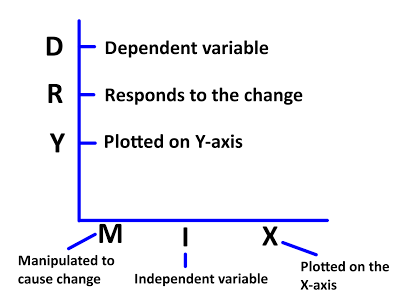 D Dependent variable
R Responds to the change
Y Plotted on Y-axis
M I X
Manipulated to
cause change
Independent variable
Plotted on the
X-axis